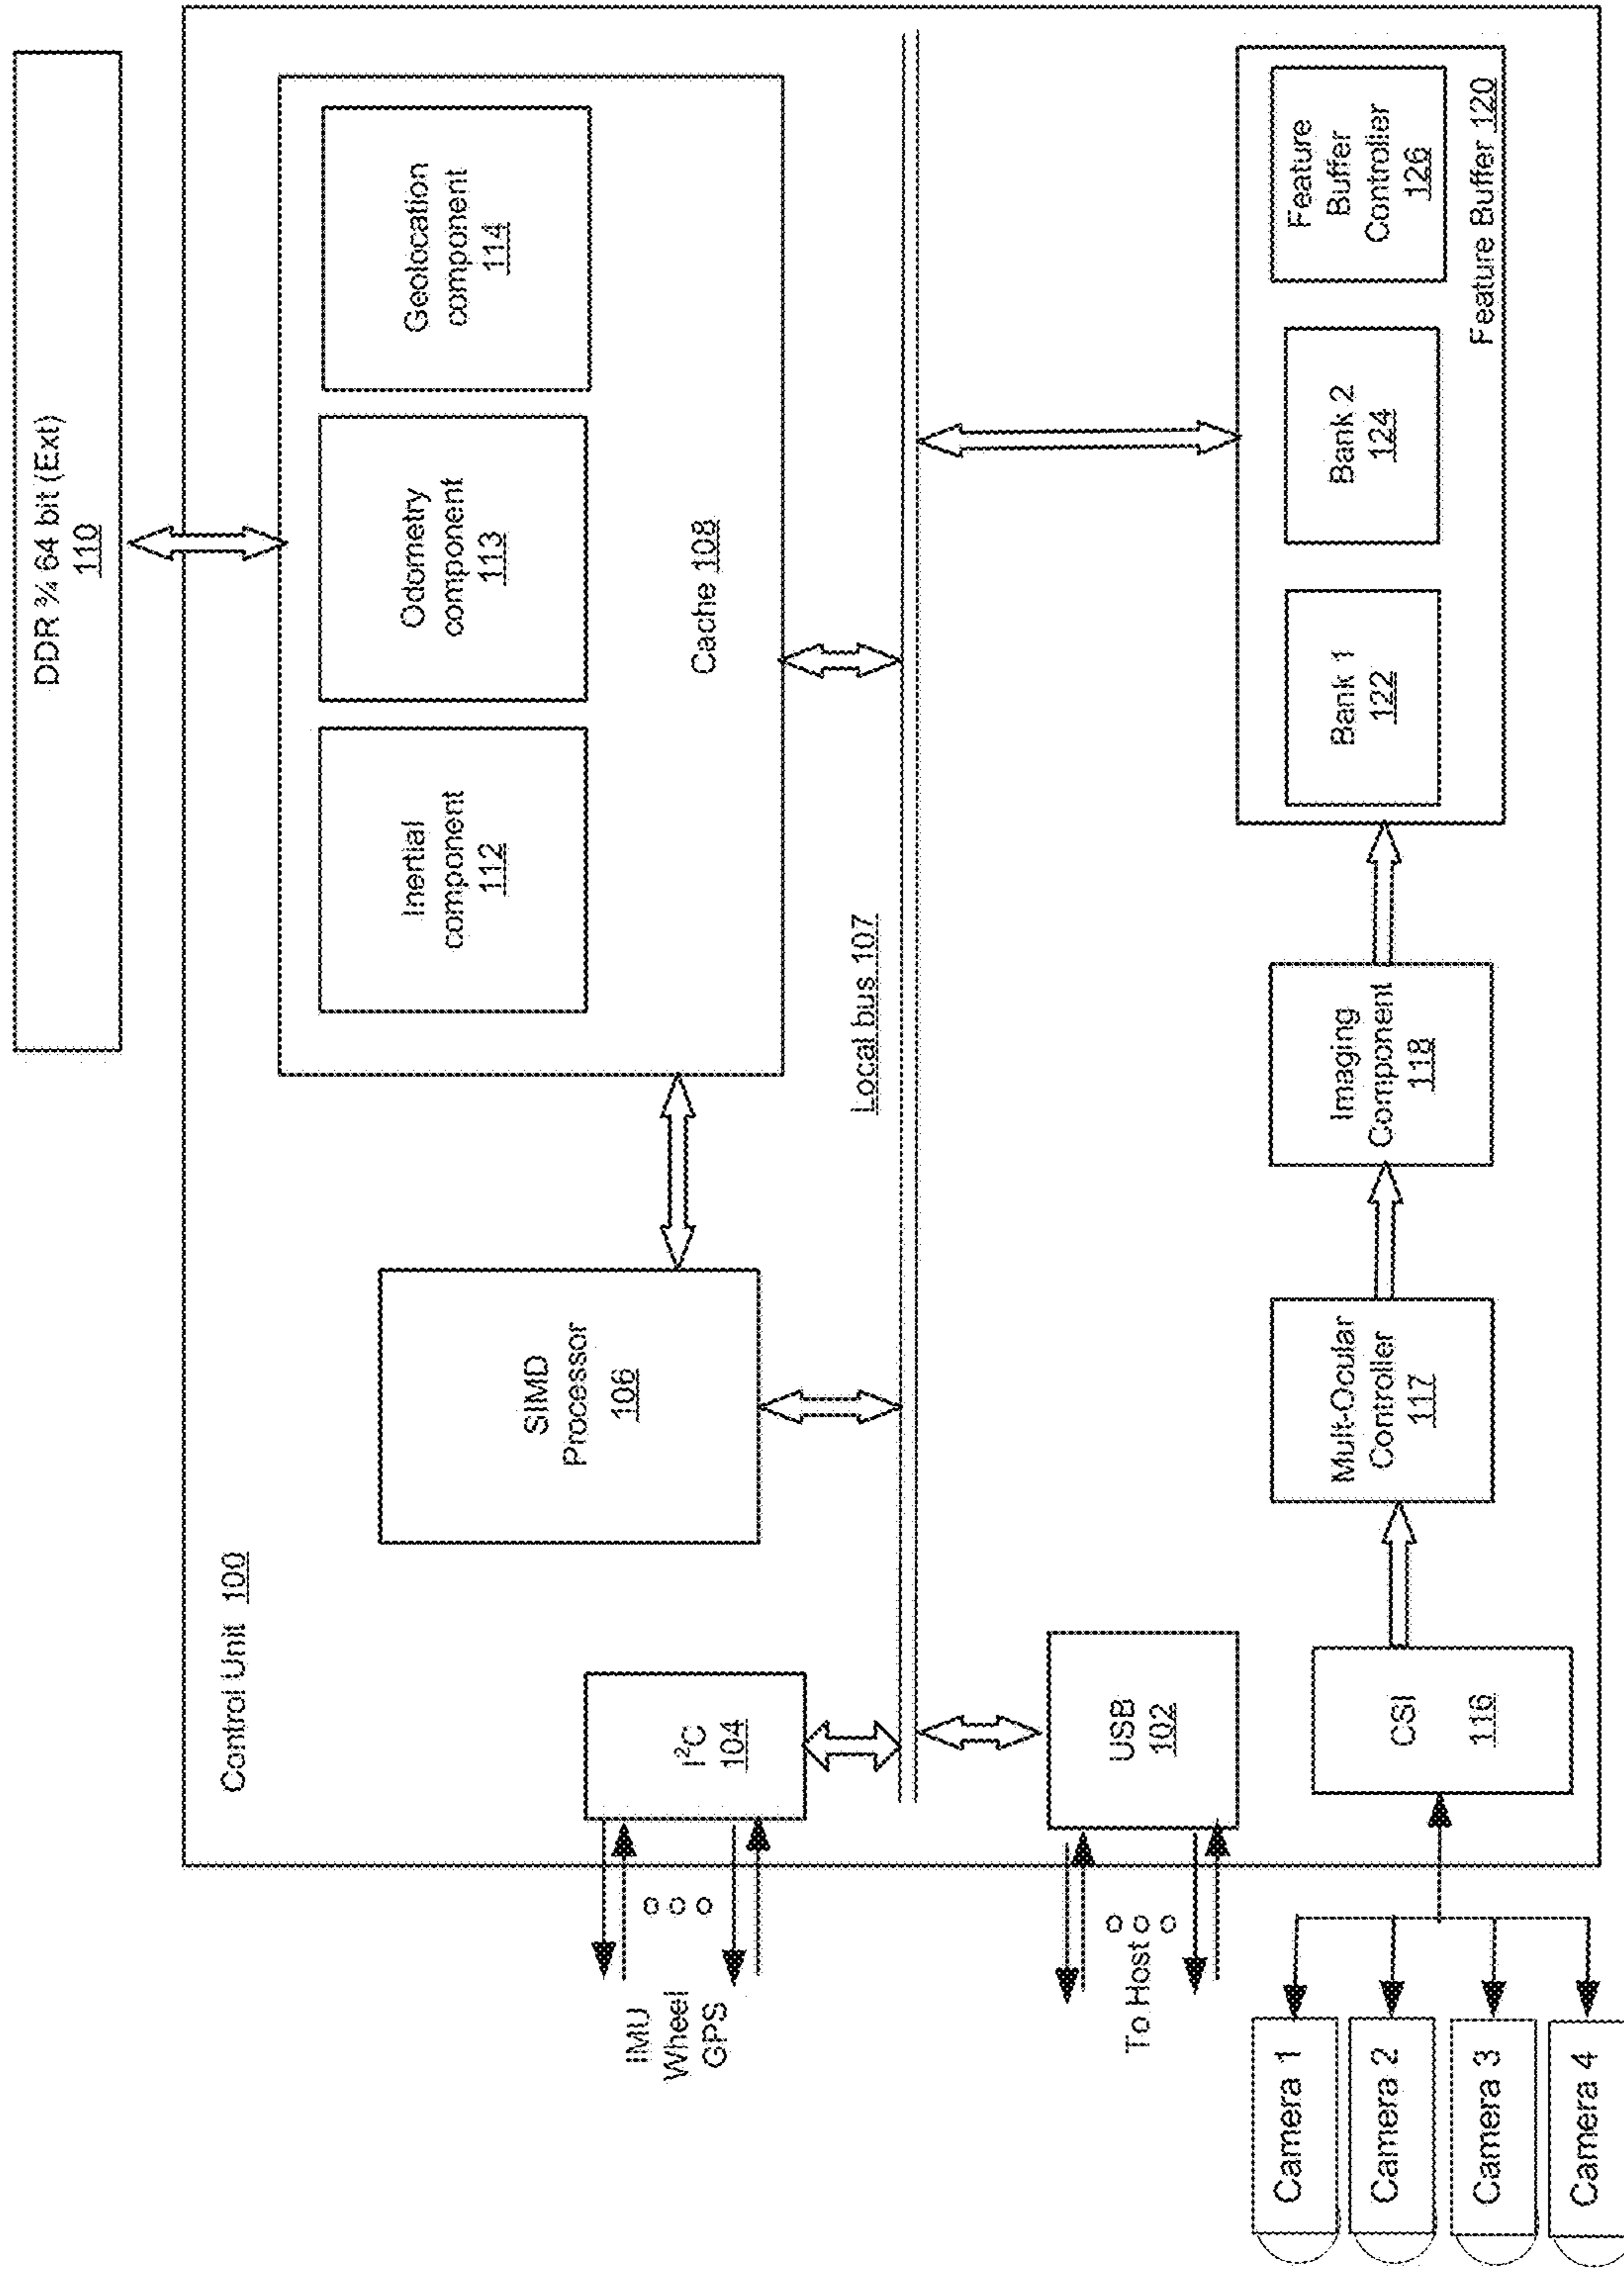 DDR ¾ 64 bit (Ext)
110
Control Unit 100
Inertial
component
112
Odometry
component
113
Geolocation
component
114
Cache 108
SIMD
Processor
106
I²C
104
IMU
Wheel
GPS
Local bus 107
USB
102
To Host
CSI
116
Mult-Ocular
Controller
117
Imaging
Component
118
Bank 1
122
Bank 2
124
Feature
Buffer
Controller
126
Feature Buffer 120
Camera 1
Camera 2
Camera 3
Camera 4